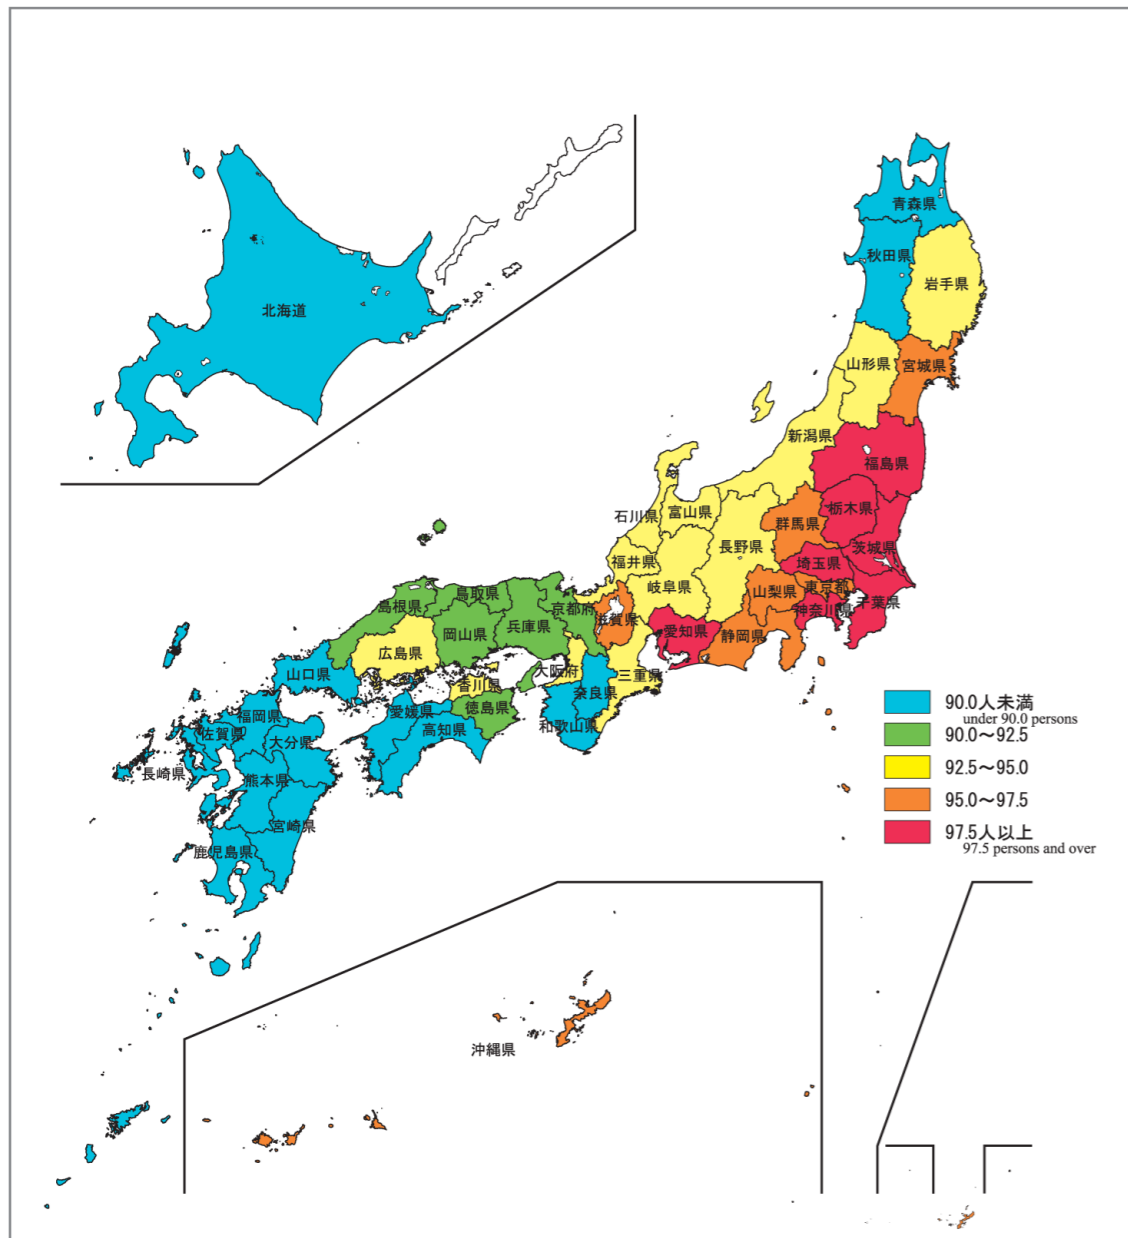 青森県
秋田県
岩手県
北海道
山形県
宮城県
新潟県
福島県
栃木県
群馬県
石川県
富山県
長野県
茨城県
福井県
埼玉県
岐阜県
東京都
山梨県
鳥取県
島根県
京都府
滋賀県
千葉県
神奈川県
兵庫県
岡山県
愛知県
静岡県
広島県
大阪府
三重県
山口県
香川県
奈良県
徳島県
愛媛県
福岡県
和歌山県
高知県
佐賀県
大分県
長崎県
熊本県
宮崎県
鹿児島県
90.0人未満
under 90.0 persons
90.0〜92.5
92.5〜95.0
95.0〜97.5
97.5人以上
97.5 persons and over
沖縄県